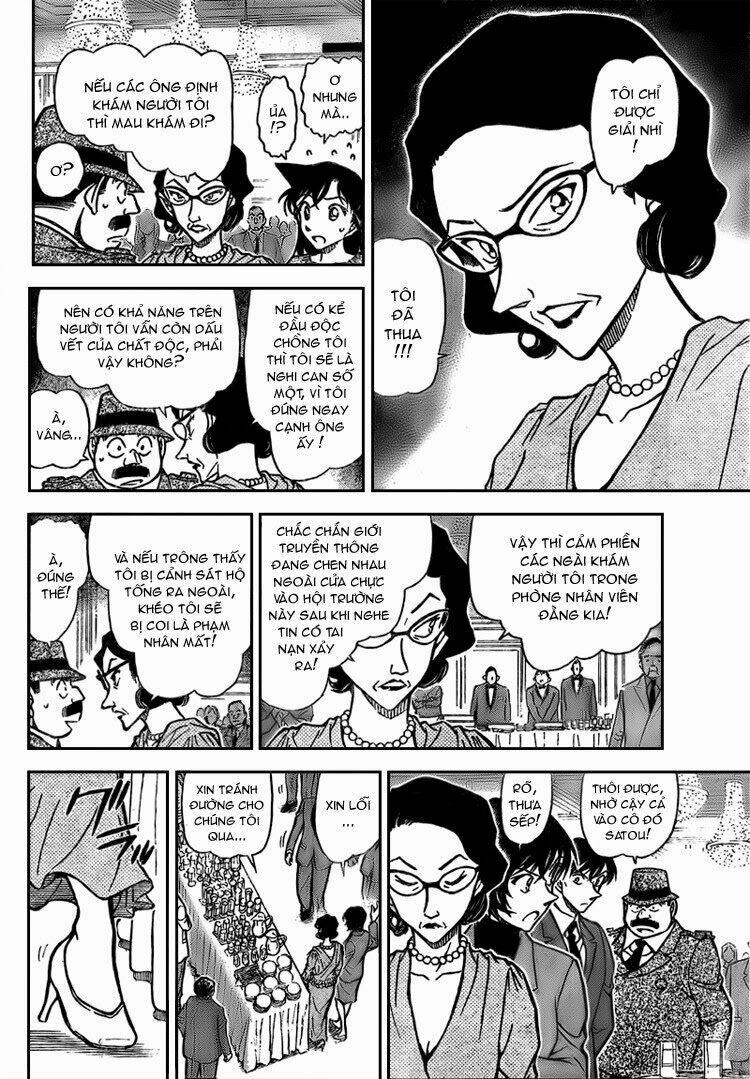 TÔI CHỈ
ĐƯỢC
GIẢI NHÌ
!
TÔI
ĐÃ
THUA
!!!
Ơ
NHƯNG
MÀ..
ỦA
!?
NẾU CÁC ÔNG ĐỊNH
KHÁM NGƯỜI TÔI
THÌ MAU KHÁM ĐI?
Ơ?
NẾU CÓ KẺ
ĐẦU ĐỘC
CHỒNG TÔI
THÌ TÔI SẼ LÀ
NGHI CAN SỐ
MỘT, VÌ TÔI
ĐỨNG NGAY
CẠNH ÔNG
ẤY !
NÊN CÓ KHẢ NĂNG TRÊN
NGƯỜI TÔI VẪN CÒN DẤU
VẾT CỦA CHẤT ĐỘC, PHẢI
VẬY KHÔNG?
À,
VÂNG..
VẬY THÌ CẢM PHIỀN
CÁC NGÀI KHÁM
NGƯỜI TÔI TRONG
PHÒNG NHÂN VIÊN
ĐẰNG KIA!
CHẮC CHẮN GIỚI
TRUYỀN THÔNG
ĐANG CHEN NHAU
NGOÀI CỬA CHỰC
VÀO HỘI TRƯỜNG
NÀY SAU KHI NGHE
TIN CÓ TAI
NẠN XẢY
RA!
VÀ NẾU TRÔNG THẤY
TÔI BỊ CẢNH SÁT HỘ
TỐNG RA NGOÀI,
KHÉO TÔI SẼ
BỊ COI LÀ PHẠM
NHÂN MẤT!
À,
ĐÚNG
THẾ!
THÔI ĐƯỢC,
NHỜ CẬY CẢ
VÀO CÔ ĐÓ
SATOU!
RÕ,
THƯA
SẾP!
XIN LỖI
...
XIN TRÁNH
ĐƯỜNG CHO
CHÚNG TÔI
QUA...